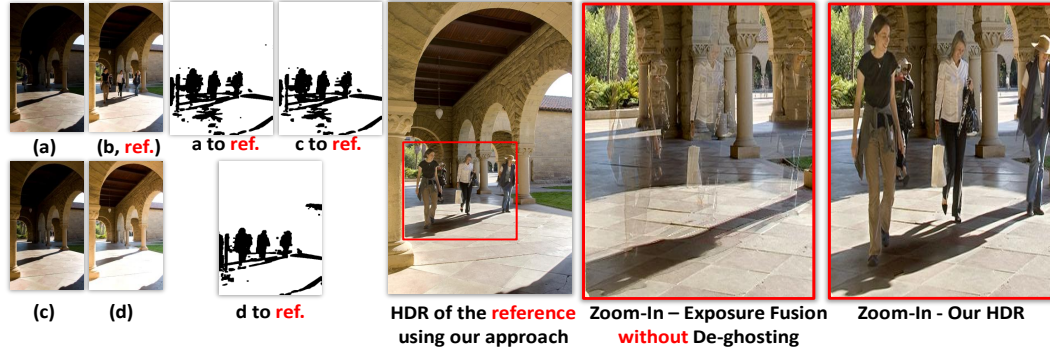 (a)
(b, ref.)
a to ref.
c to ref.
(c)
(d)
d to ref.
HDR of the reference
using our approach
Zoom-In – Exposure Fusion
without De-ghosting
Zoom-In - Our HDR